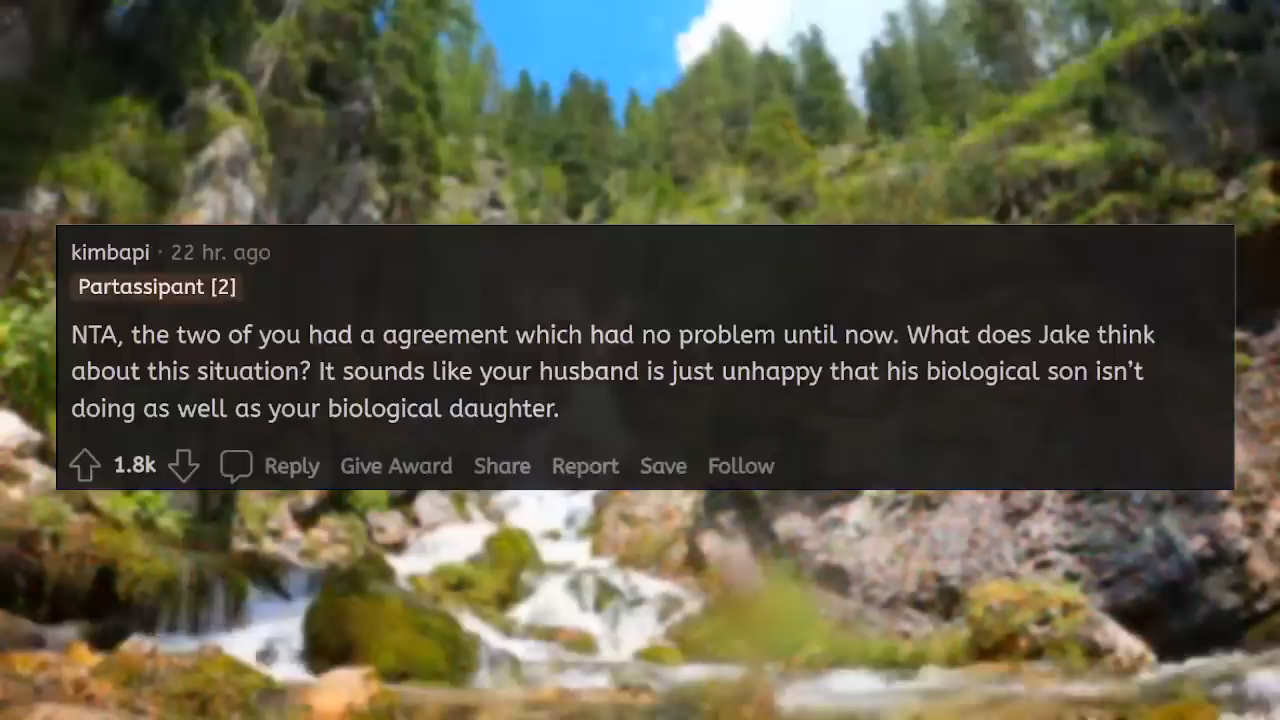 kimbapi · 22 hr. ago
Partassipant [2]
NTA, the two of you had a agreement which had no problem until now. What does Jake think
about this situation? It sounds like your husband is just unhappy that his biological son isn’t
doing as well as your biological daughter.
1.8k Reply Give Award Share Report Save Follow